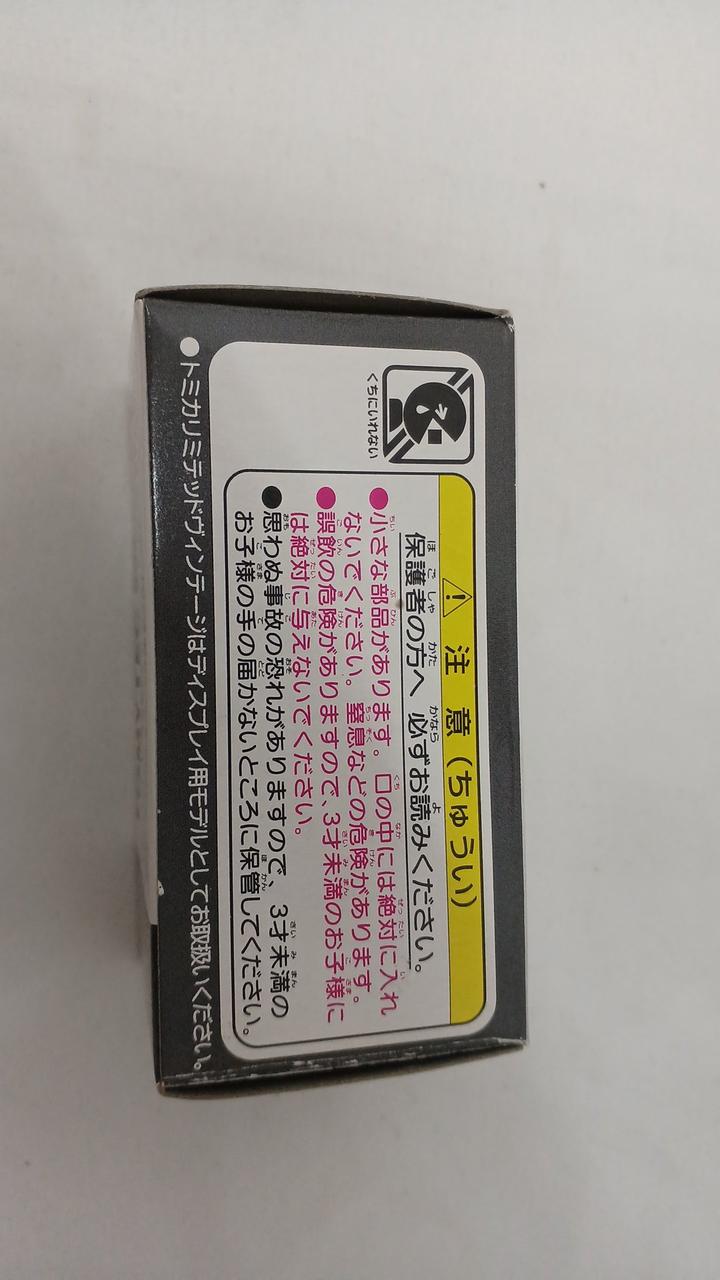 くちにいれない
注意(ちゅうい)
保護者の方へ 必ずお読みください。
●小さな部品があります。口の中には絶対に入れ
ないでください。窒息などの危険があります。
●誤飲の危険がありますので、3才未満のお子様に
は絶対に与えないでください。
●思わぬ事故の恐れがありますので、3才未満の
お子様の手の届かないところに保管してください。
●トミカリミテッドヴィンテージはディスプレイ用モデルとしてお取扱いください。